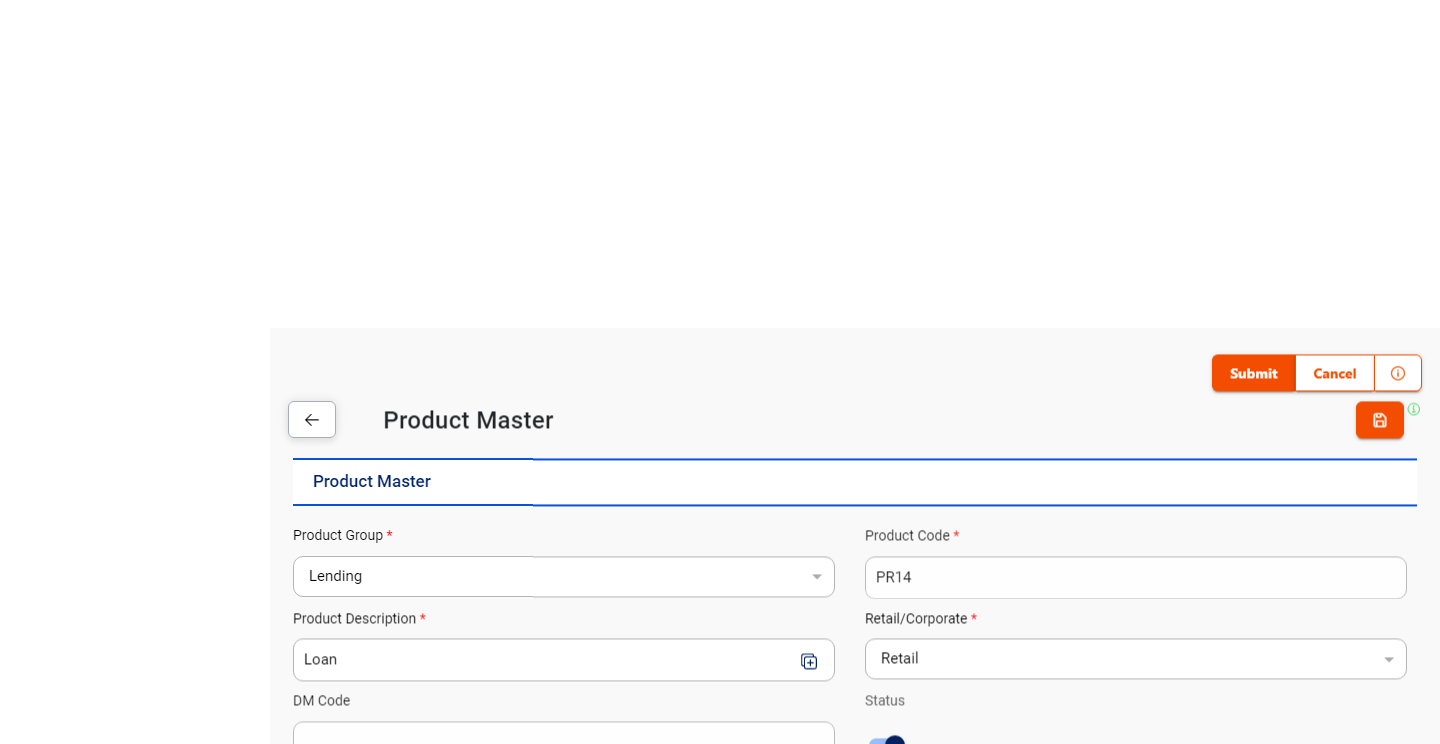 Submit Cancel
Product Master
Product Master
Product Group * Product Code *
Lending PR14
Product Description * Retail/Corporate *
Loan Retail
DM Code Status